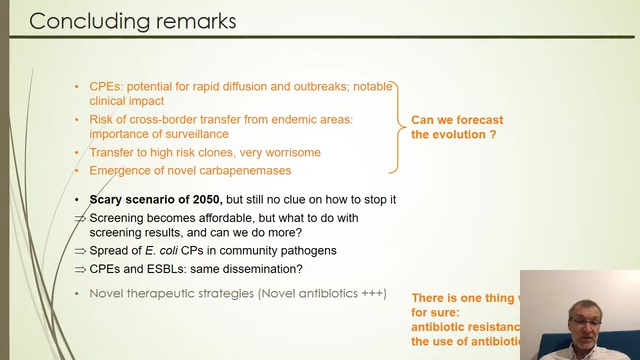 Concluding remarks
• CPEs: potential for rapid diffusion and outbreaks; notable
clinical impact
• Risk of cross-border transfer from endemic areas:
importance of surveillance
• Transfer to high risk clones, very worrisome
• Emergence of novel carbapenemases
Can we forecast
the evolution ?
• Scary scenario of 2050, but still no clue on how to stop it
⇒ Screening becomes affordable, but what to do with
screening results, and can we do more?
⇒ Spread of E. coli CPs in community pathogens
⇒ CPEs and ESBLs: same dissemination?
• Novel therapeutic strategies (Novel antibiotics +++)
There is one thing
for sure:
antibiotic
the use of